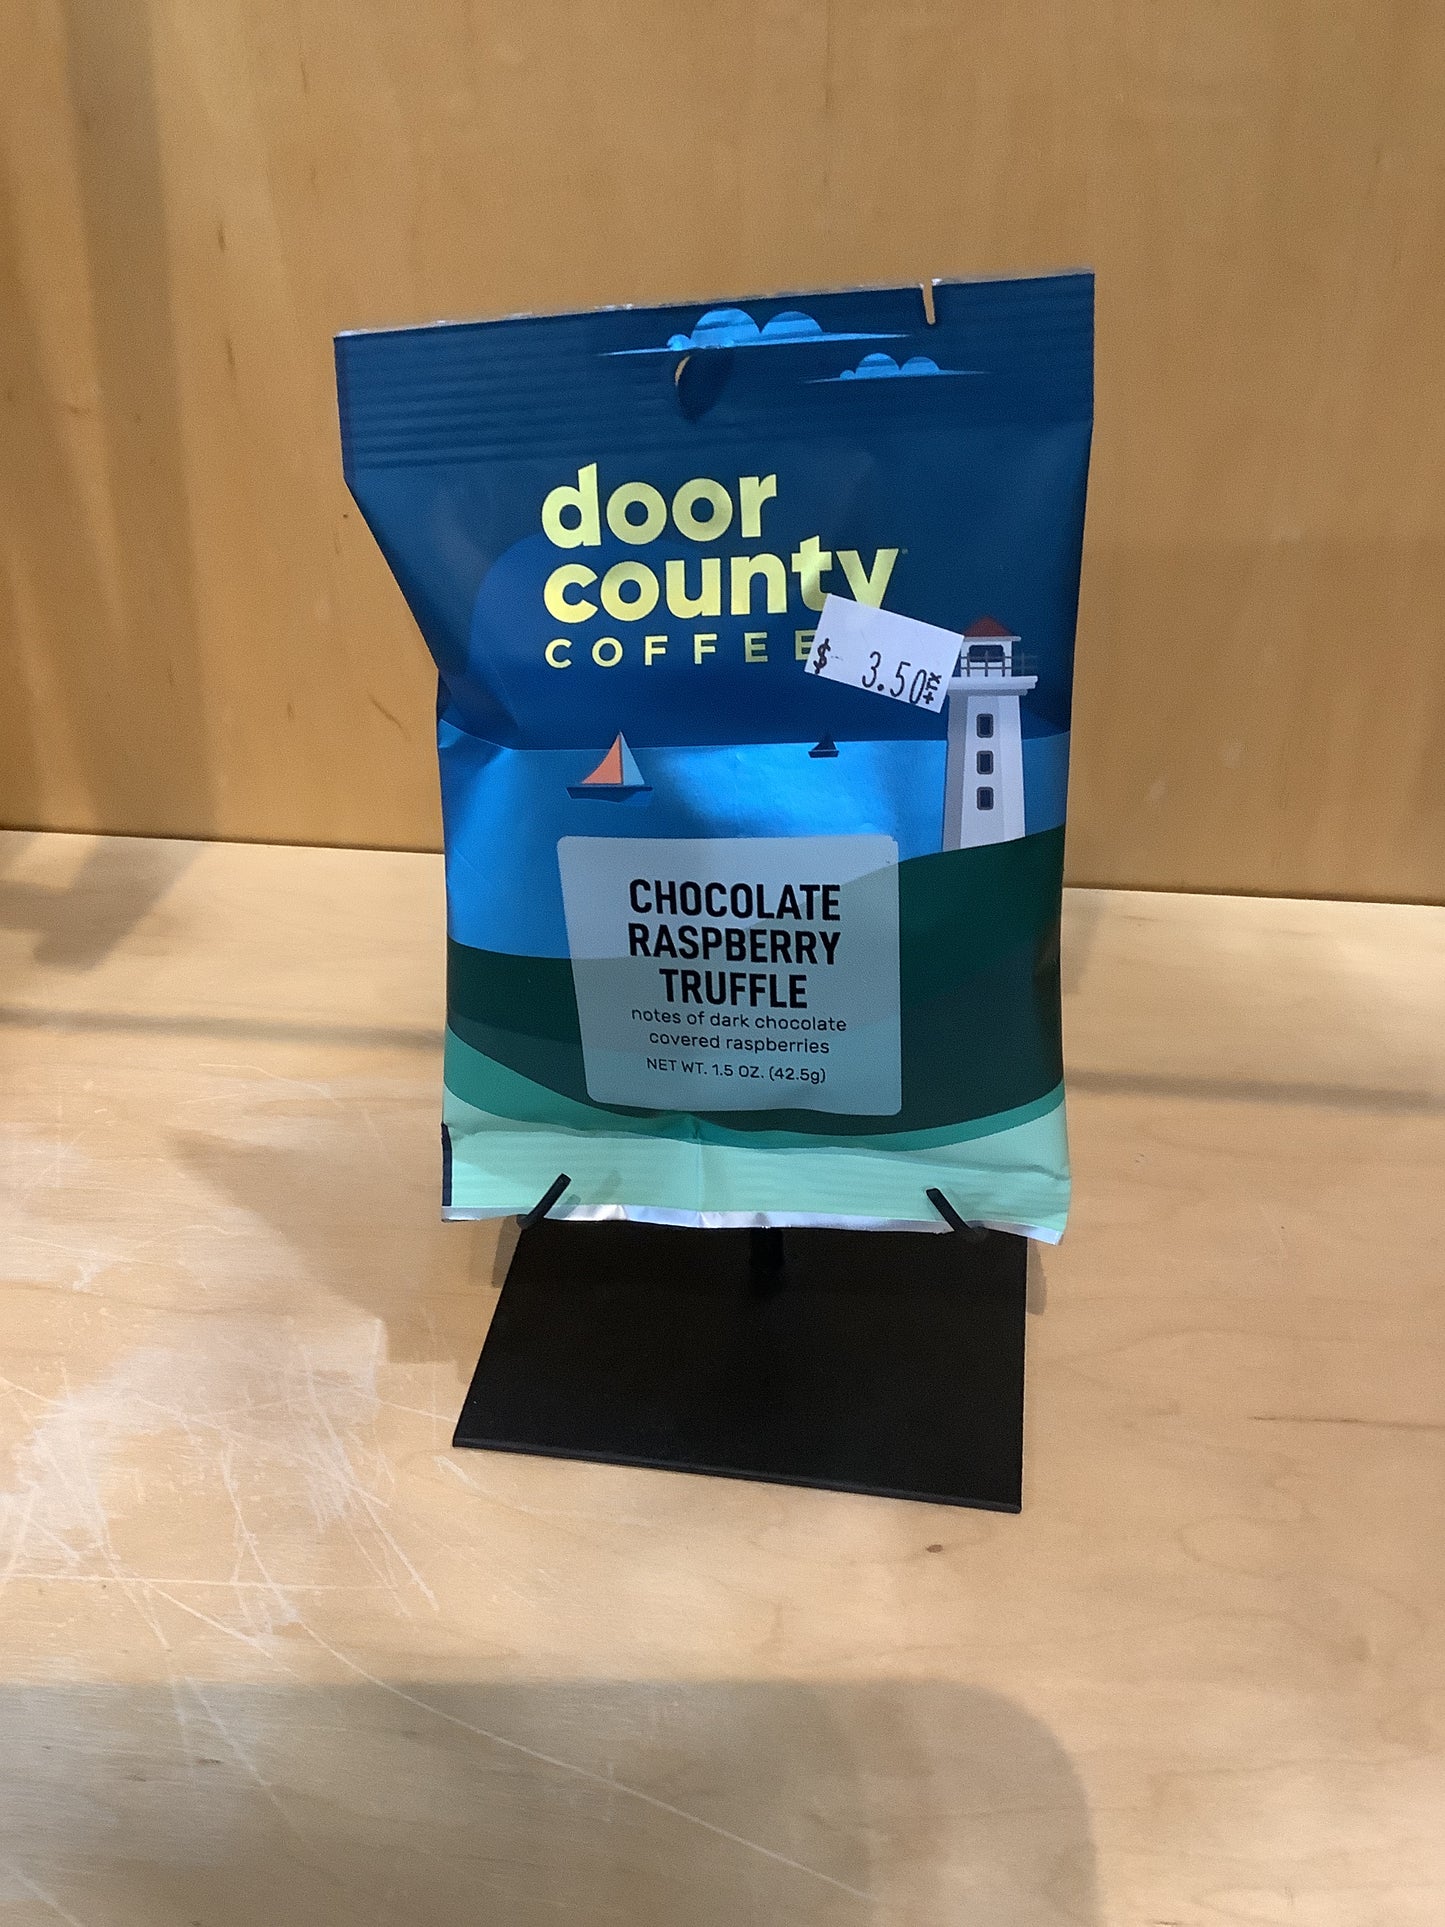 door
county
COFFEE
$ 3.50 +TX
CHOCOLATE
RASPBERRY
TRUFFLE
notes of dark chocolate
covered raspberries
NET WT. 1.5 OZ. (42.5g)